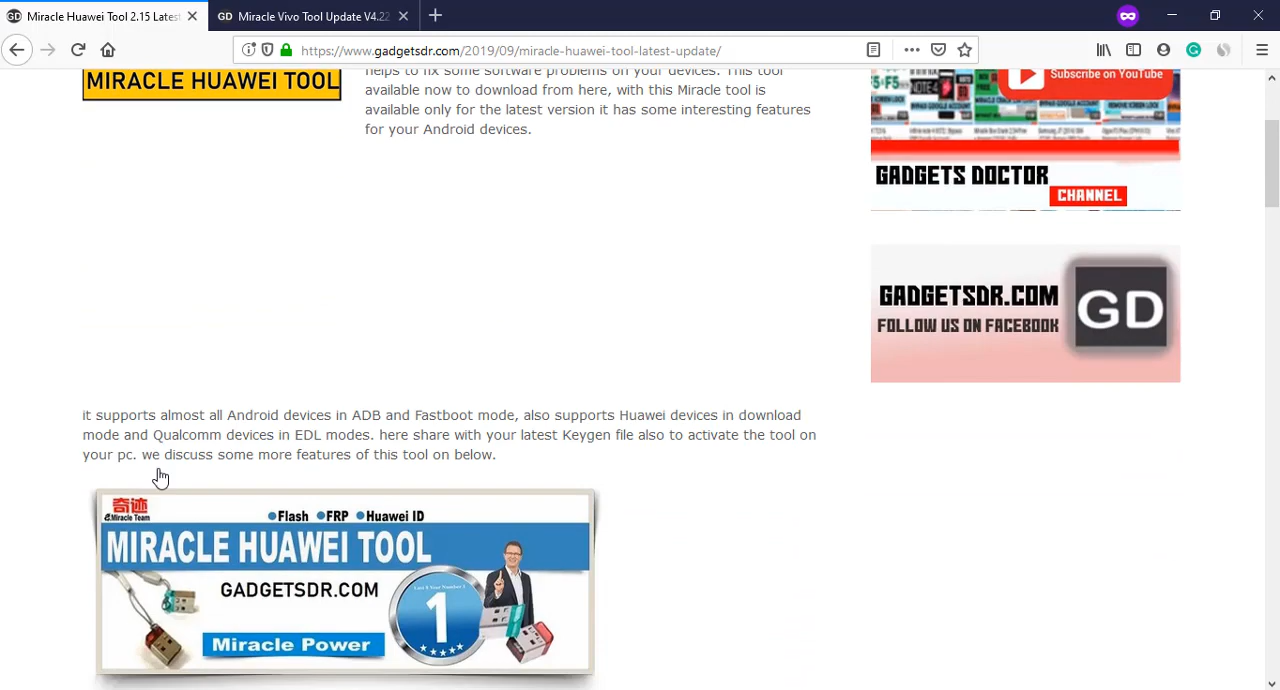 Miracle Huawei Tool 2.15 Latest
Miracle Vivo Tool Update V4.22
https://www.gadgetsdr.com/2019/09/miracle-huawei-tool-latest-update/
MIRACLE HUAWEI TOOL
helps to fix some software problems on your devices. This tool
available now to download from here, with this Miracle tool is
available only for the latest version it has some interesting features
for your Android devices.
Subscribe on YouTube
GADGETS DOCTOR
CHANNEL
GADGETSDR.COM
FOLLOW US ON FACEBOOK
GD
it supports almost all Android devices in ADB and Fastboot mode, also supports Huawei devices in download
mode and Qualcomm devices in EDL modes. here share with your latest Keygen file also to activate the tool on
your pc. we discuss some more features of this tool on below.
奇迹
Miracle Team
Flash FRP Huawei ID
MIRACLE HUAWEI TOOL
GADGETSDR.COM
1
Miracle Power